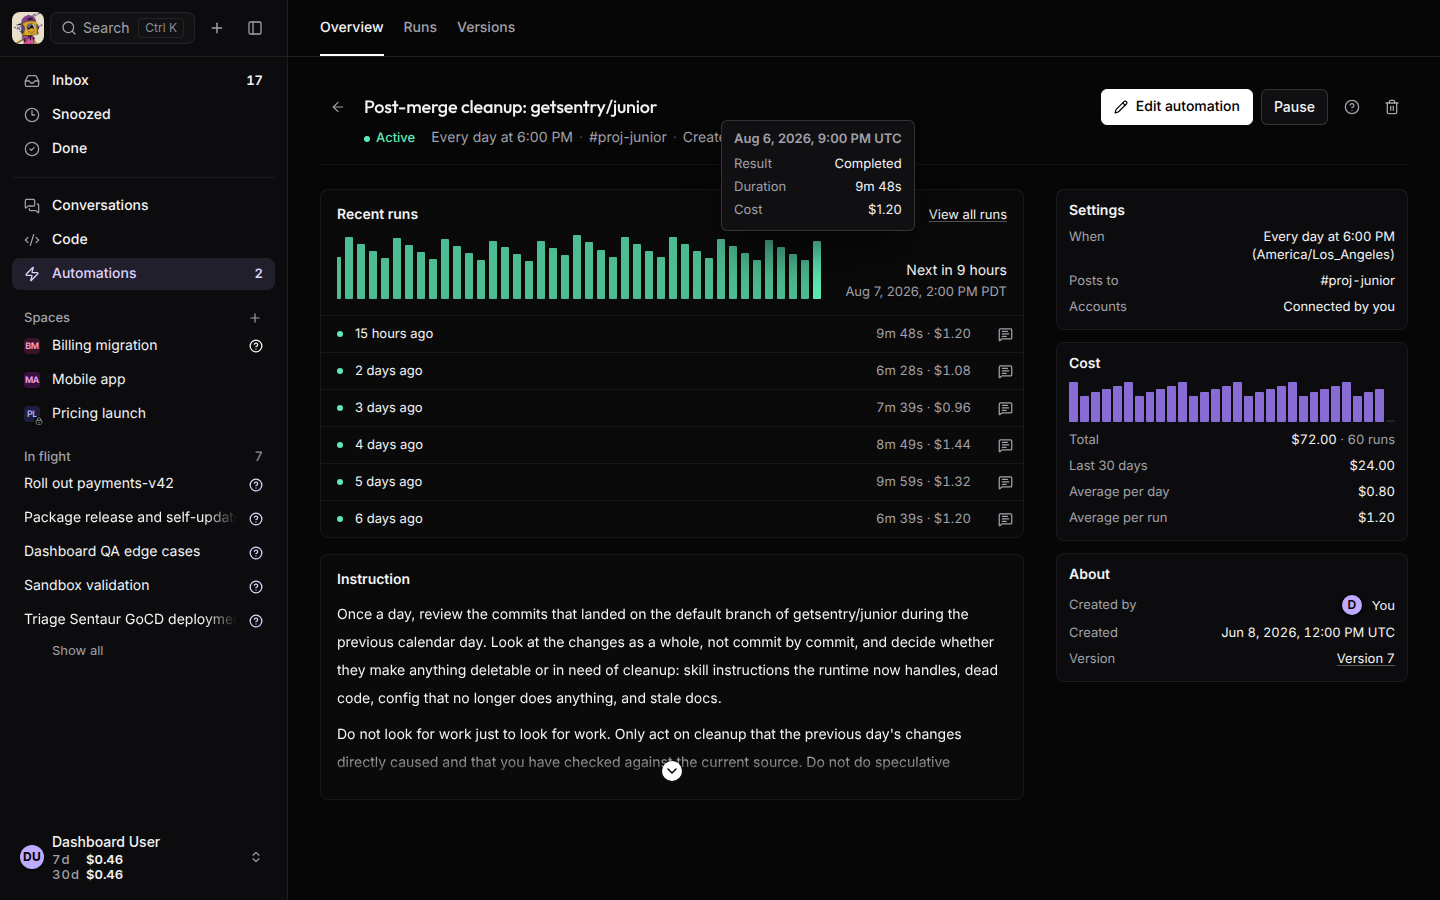 Search Ctrl K
Inbox 17
Snoozed
Done
Conversations
Code
Automations 2
Spaces
BM Billing migration
MA Mobile app
PL Pricing launch
In flight 7
Roll out payments-v42
Package release and self-updat
Dashboard QA edge cases
Sandbox validation
Triage Sentaur GoCD deployme
Show all
DU Dashboard User
7d $0.46
30d $0.46
Overview Runs Versions
Post-merge cleanup: getsentry/junior
Edit automation Pause
Active Every day at 6:00 PM · #proj-junior · Create
Aug 6, 2026, 9:00 PM UTC
Result Completed
Duration 9m 48s
Cost $1.20
Recent runs View all runs
Next in 9 hours
Aug 7, 2026, 2:00 PM PDT
15 hours ago 9m 48s · $1.20
2 days ago 6m 28s · $1.08
3 days ago 7m 39s · $0.96
4 days ago 8m 49s · $1.44
5 days ago 9m 59s · $1.32
6 days ago 6m 39s · $1.20
Instruction
Once a day, review the commits that landed on the default branch of getsentry/junior during the
previous calendar day. Look at the changes as a whole, not commit by commit, and decide whether
they make anything deletable or in need of cleanup: skill instructions the runtime now handles, dead
code, config that no longer does anything, and stale docs.
Do not look for work just to look for work. Only act on cleanup that the previous day's changes
directly caused and that you have checked against the current source. Do not do speculative
Settings
When Every day at 6:00 PM
(America/Los_Angeles)
Posts to #proj-junior
Accounts Connected by you
Cost
Total $72.00 · 60 runs
Last 30 days $24.00
Average per day $0.80
Average per run $1.20
About
Created by D You
Created Jun 8, 2026, 12:00 PM UTC
Version Version 7